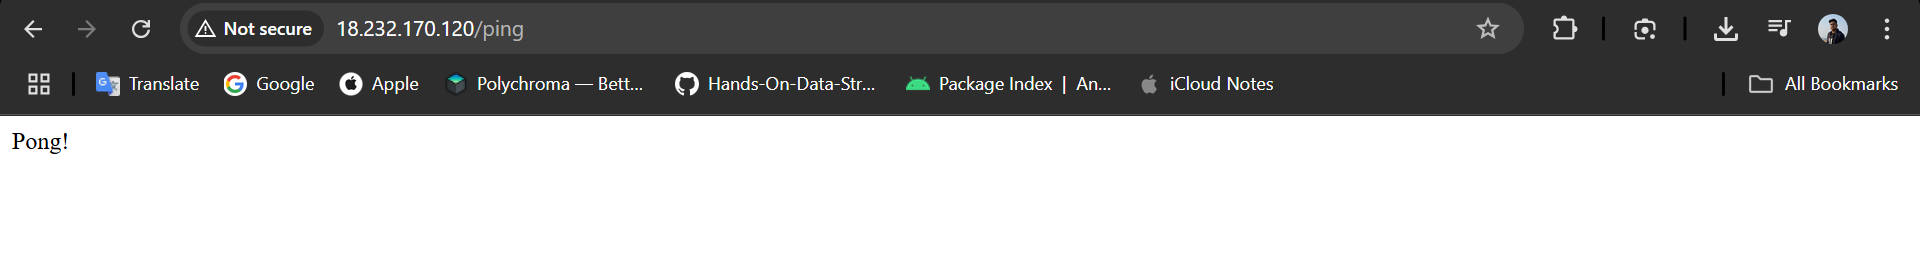 Not secure 18.232.170.120/ping
Translate Google Apple Polychroma — Bett... Hands-On-Data-Str... Package Index | An... iCloud Notes All Bookmarks
Pong!